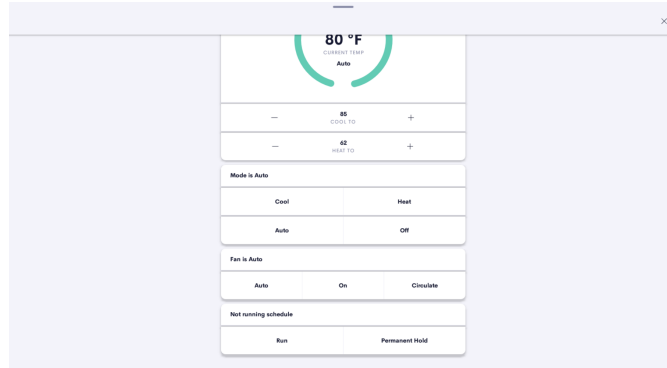 80 °F
CURRENT TEMP
Auto
— 85 +
COOL TO
— 62 +
HEAT TO
Mode is Auto
Cool Heat
Auto Off
Fan is Auto
Auto On Circulate
Not running schedule
Run Permanent Hold